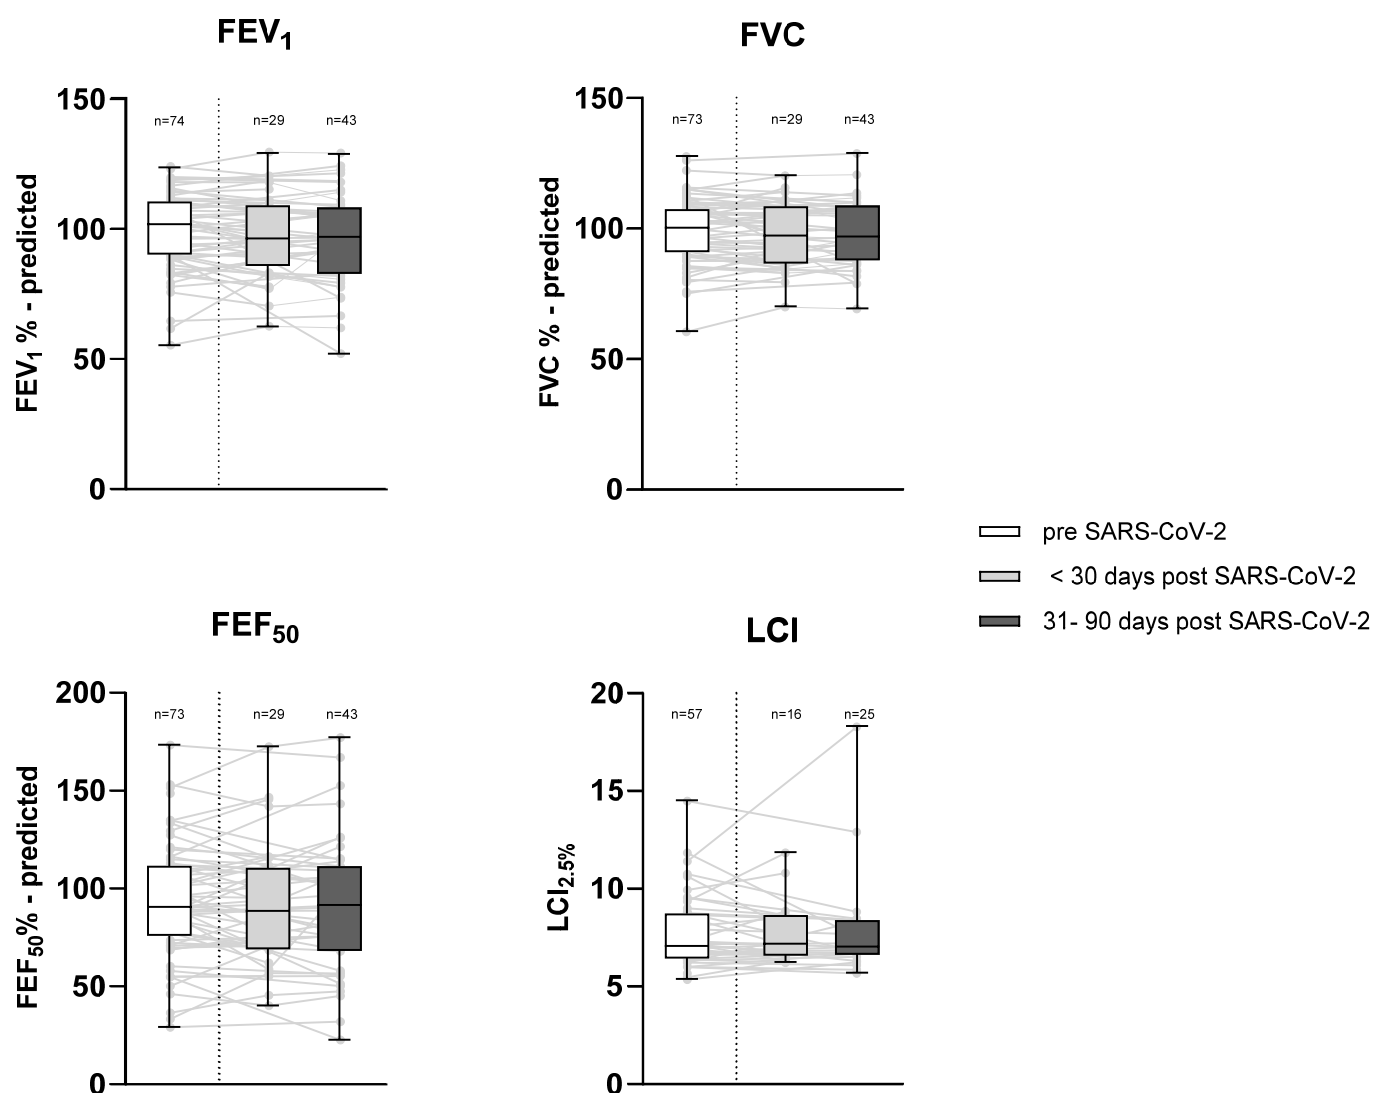 FEV1
FVC
150
100
50
0
n=74
n=29
n=43
FEV1 % - predicted
150
100
50
0
n=73
n=29
n=43
FVC % - predicted
pre SARS-CoV-2
< 30 days post SARS-CoV-2
31- 90 days post SARS-CoV-2
FEF50
LCI
200
150
100
50
0
n=73
n=29
n=43
FEF50% - predicted
20
15
10
5
0
n=57
n=16
n=25
LCI2.5%